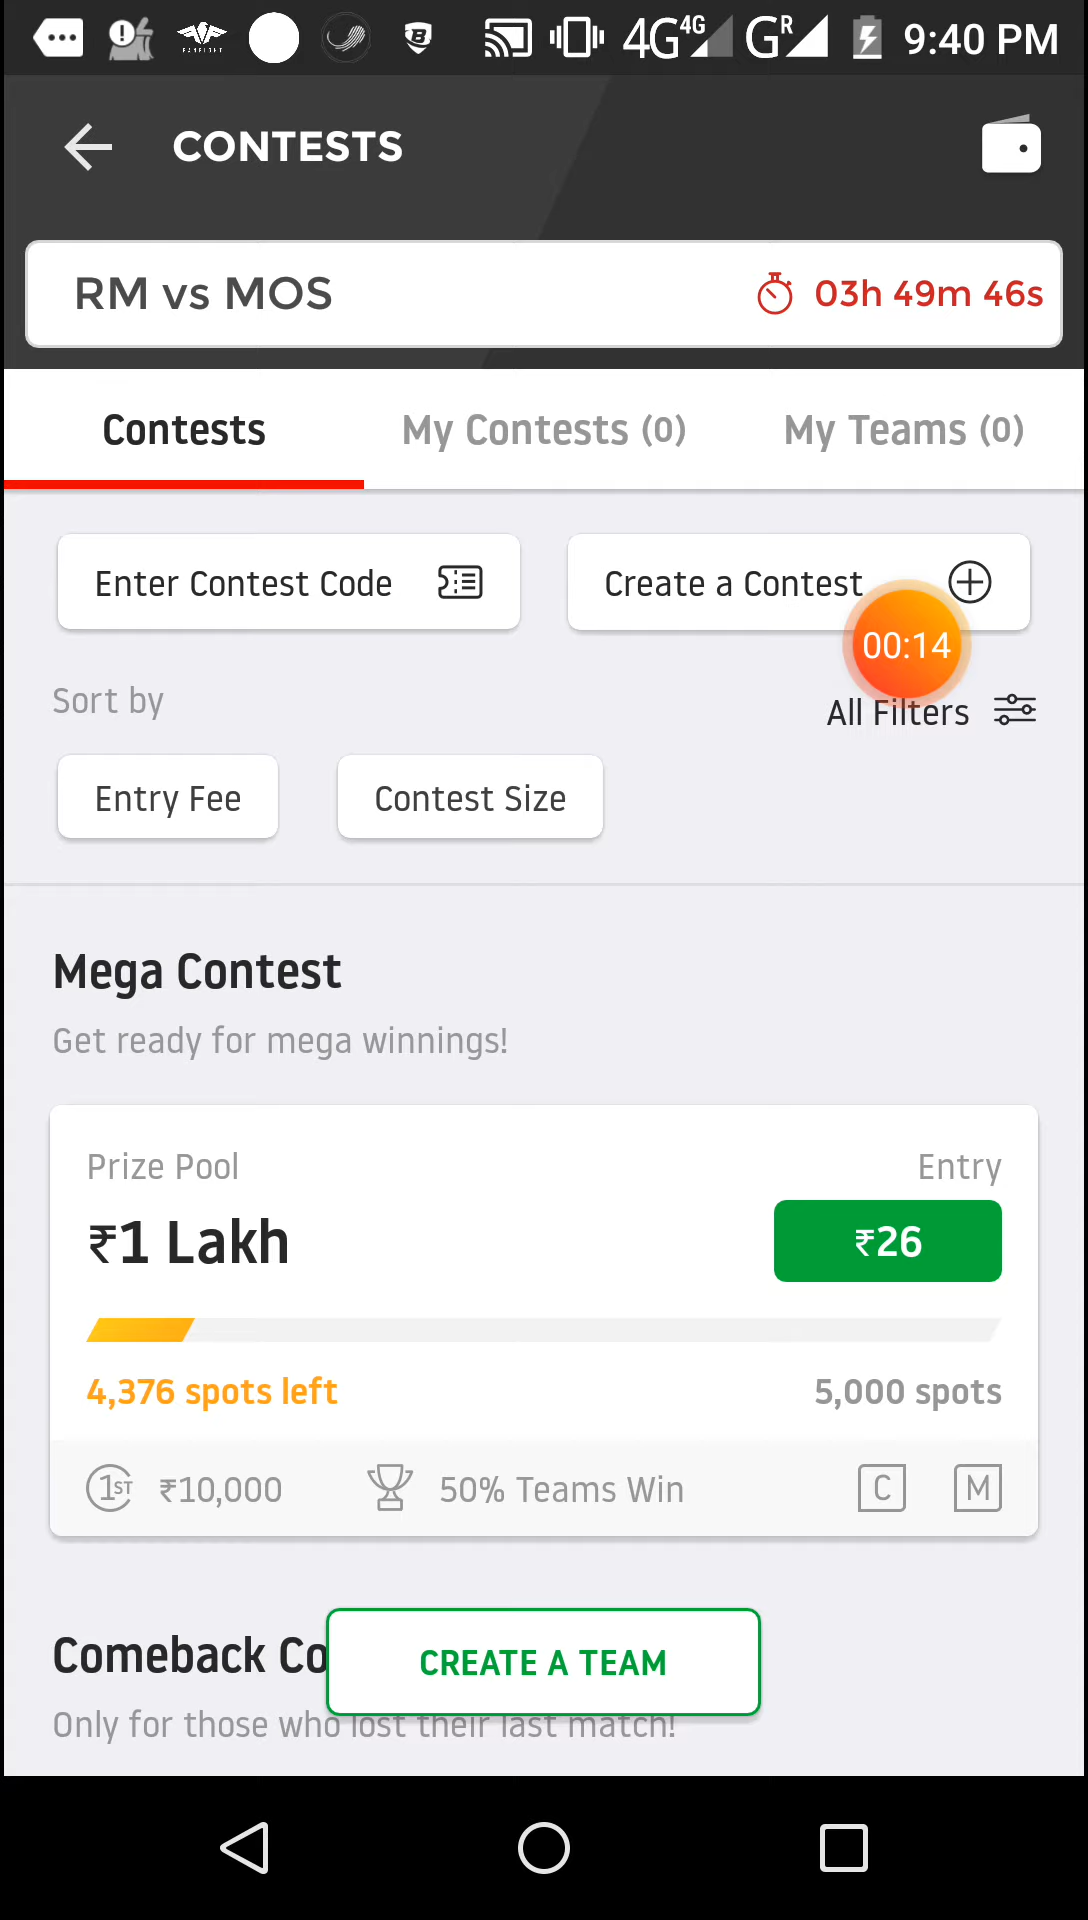 4G 4G G R 9:40 PM
CONTESTS
RM vs MOS 03h 49m 46s
Contests My Contests (0) My Teams (0)
Enter Contest Code Create a Contest
00:14
Sort by All Filters
Entry Fee Contest Size
Mega Contest
Get ready for mega winnings!
Prize Pool Entry
₹1 Lakh ₹26
4,376 spots left 5,000 spots
1ST ₹10,000 50% Teams Win C M
Comeback Co
CREATE A TEAM
Only for those who lost their last match!